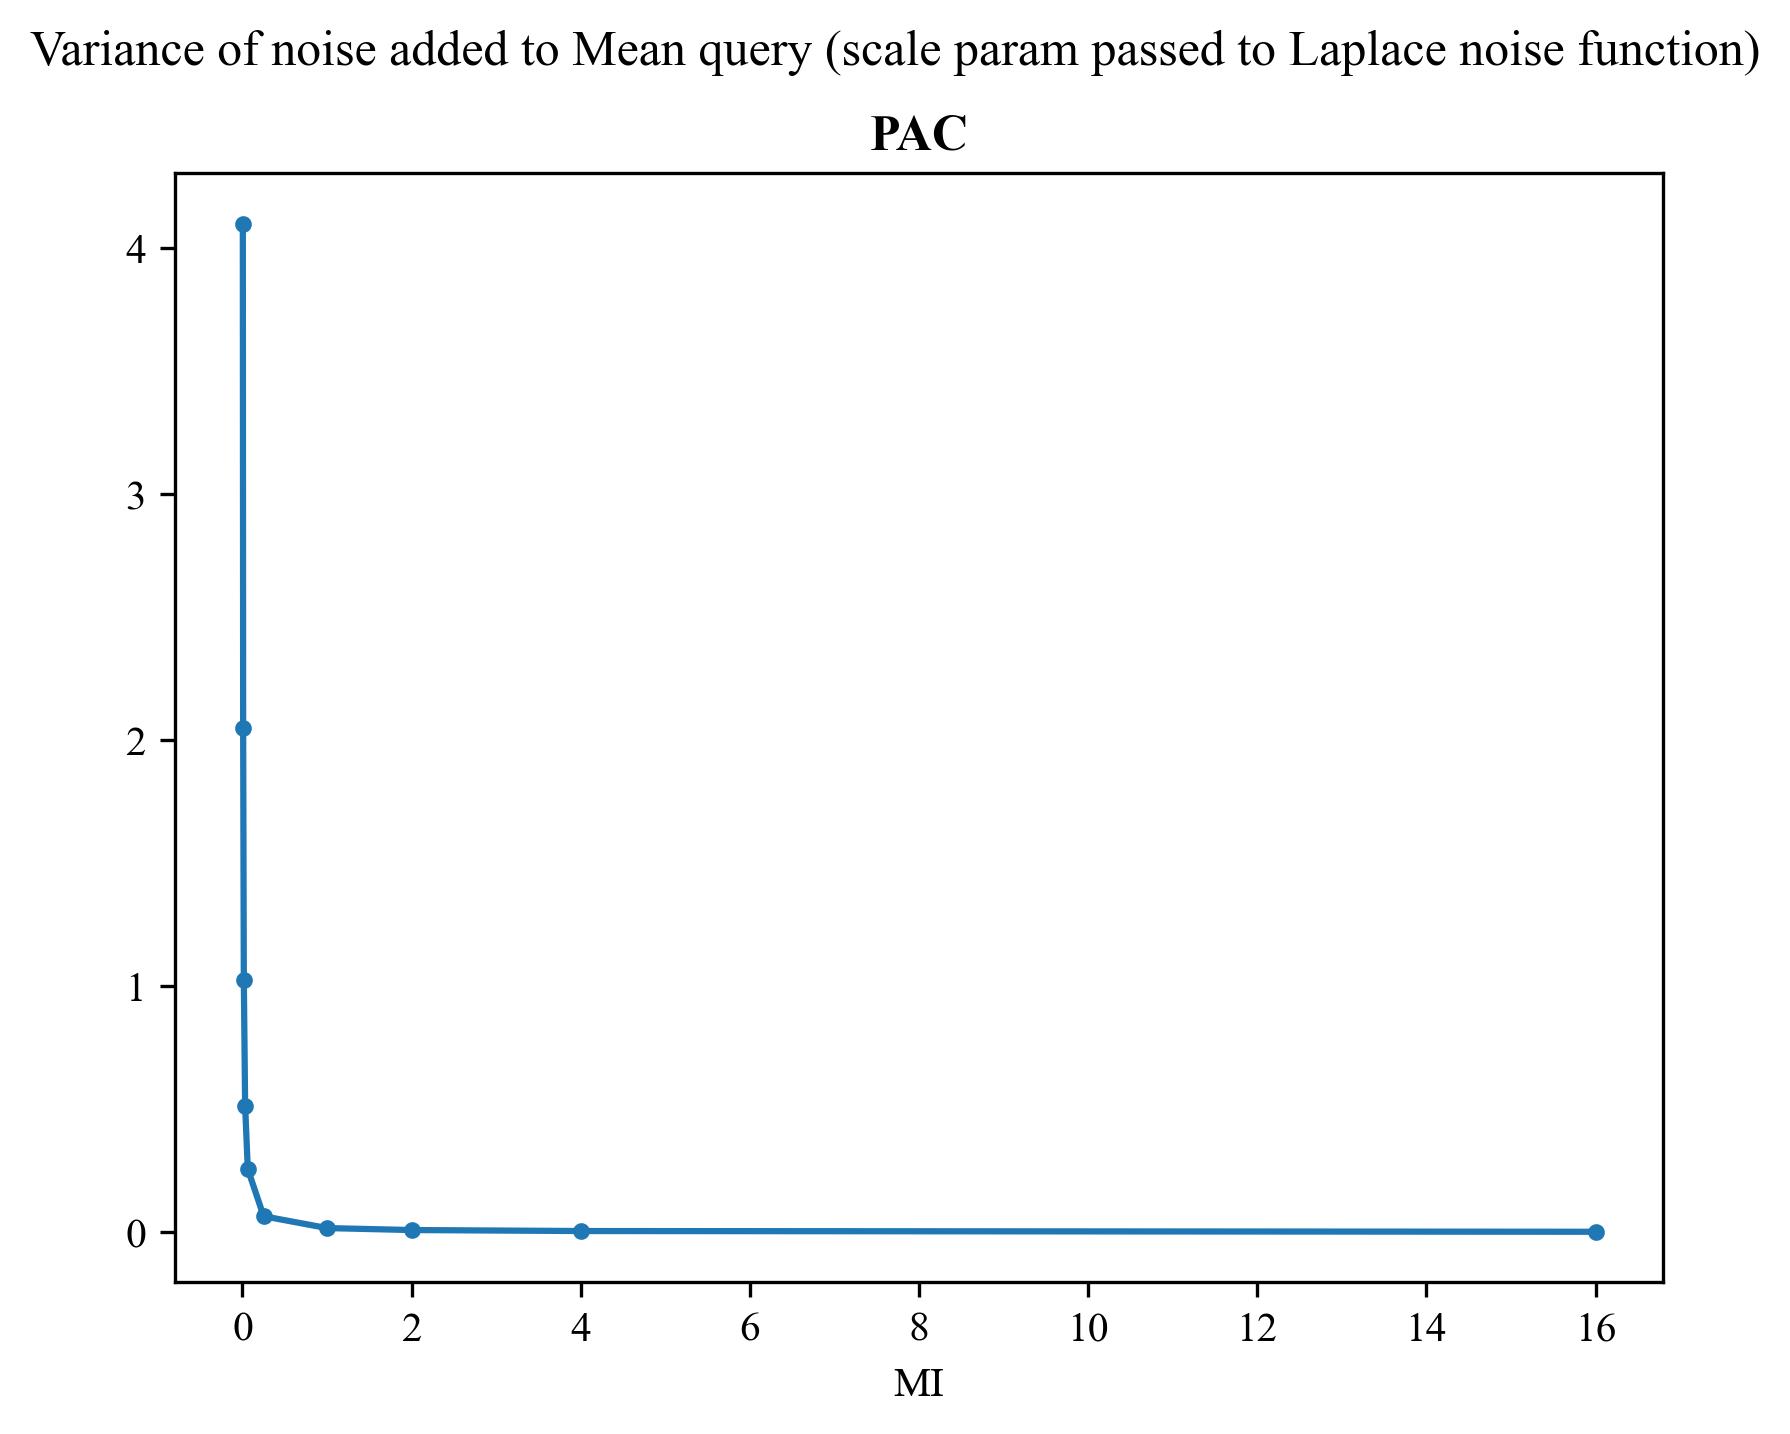 Variance of noise added to Mean query (scale param passed to Laplace noise function)
PAC
4
3
2
1
0
0 2 4 6 8 10 12 14 16
MI